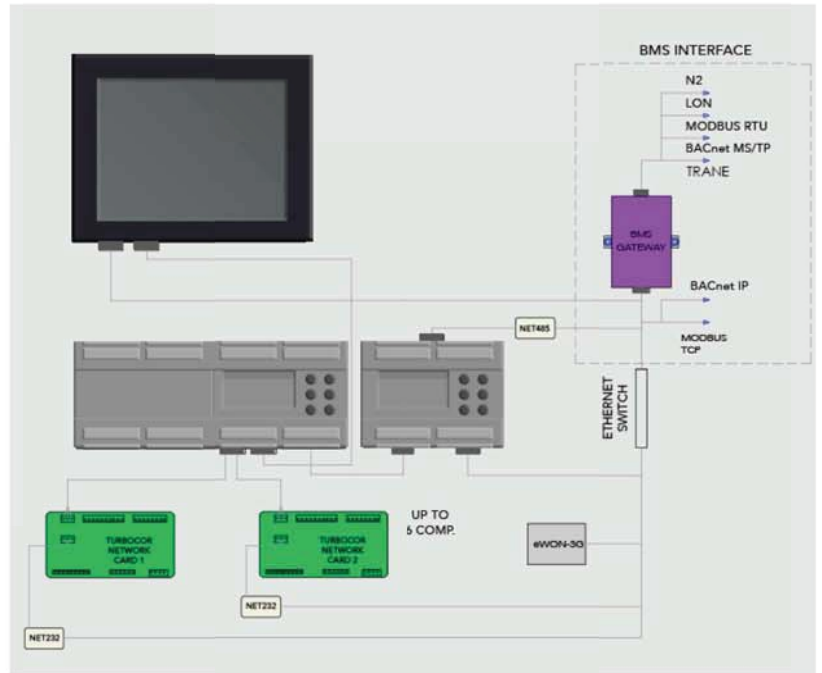 BMS INTERFACE
N2
LON
MODBUS RTU
BACnet MS/TP
TRANE
BMS
GATEWAY
BACnet IP
NET485
MODBUS
TCP
ETHERNET
SWITCH
TURBOCOR
NETWORK
CARD 1
TURBOCOR
NETWORK
CARD 2
UP TO
6 COMP.
eWON-3G
NET232
NET232